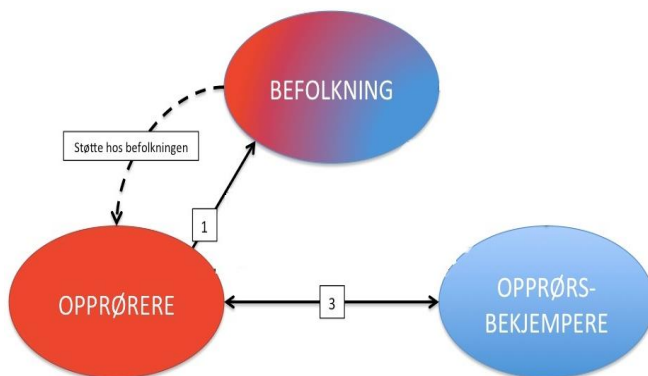 BEFOLKNING
Støtte hos befolkningen
1
OPPRØRERE
3
OPPRØRS-
BEKJEMPERE